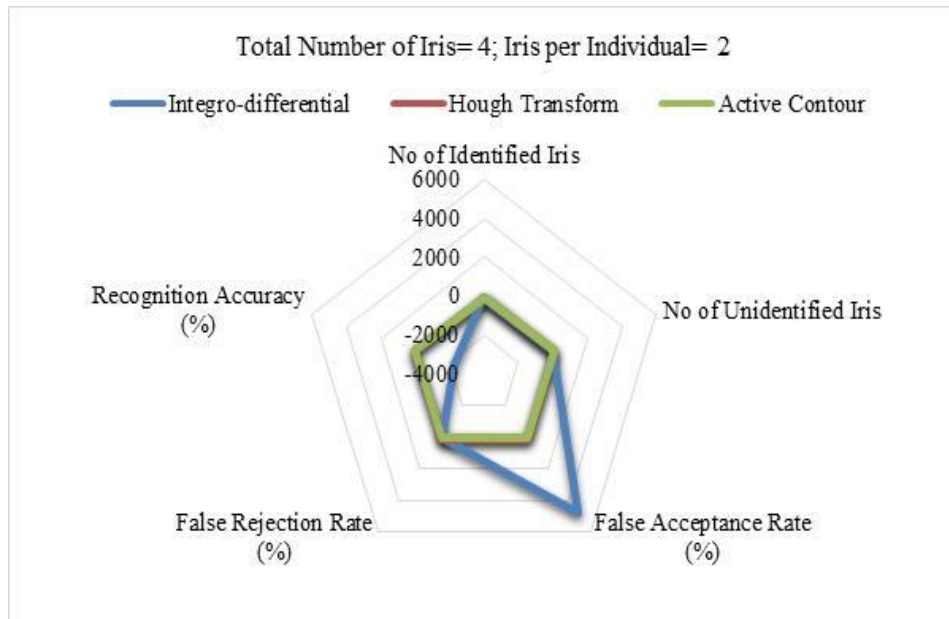 Total Number of Iris= 4; Iris per Individual= 2
Integro-differential Hough Transform Active Contour
No of Identified Iris
6000
4000
2000
0
-2000
-4000
No of Unidentified Iris
False Acceptance Rate
(%)
False Rejection Rate
(%)
Recognition Accuracy
(%)